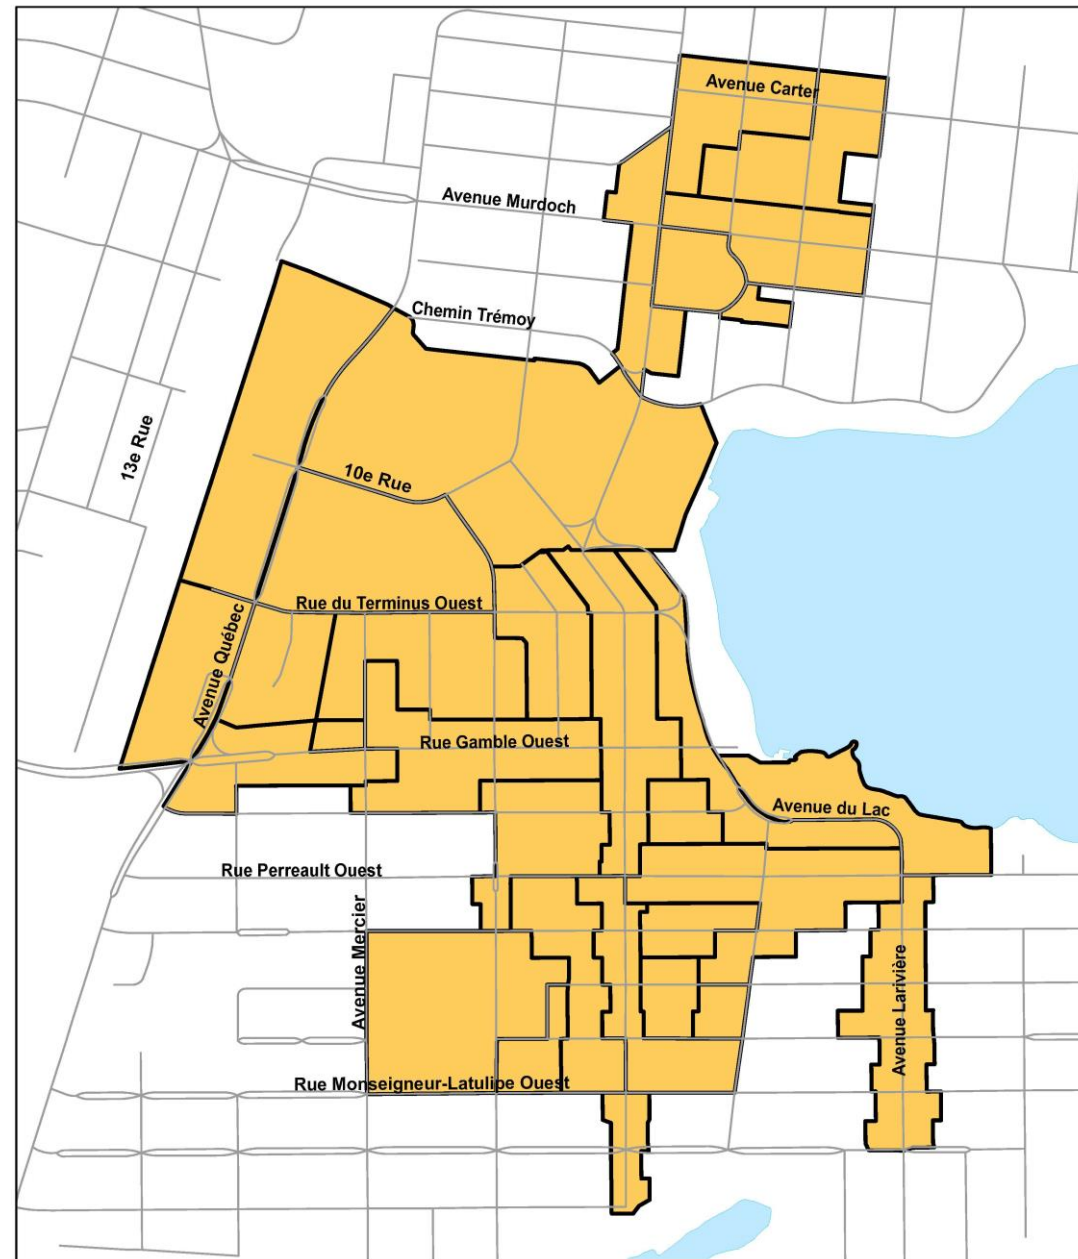 Avenue Carter
Avenue Murdoch
Chemin Trémoy
13e Rue
10e Rue
Rue du Terminus Ouest
Avenue Québec
Rue Gamble Ouest
Avenue du Lac
Rue Perreault Ouest
Avenue Mercier
Avenue Larivière
Rue Monseigneur-Latulipe Ouest